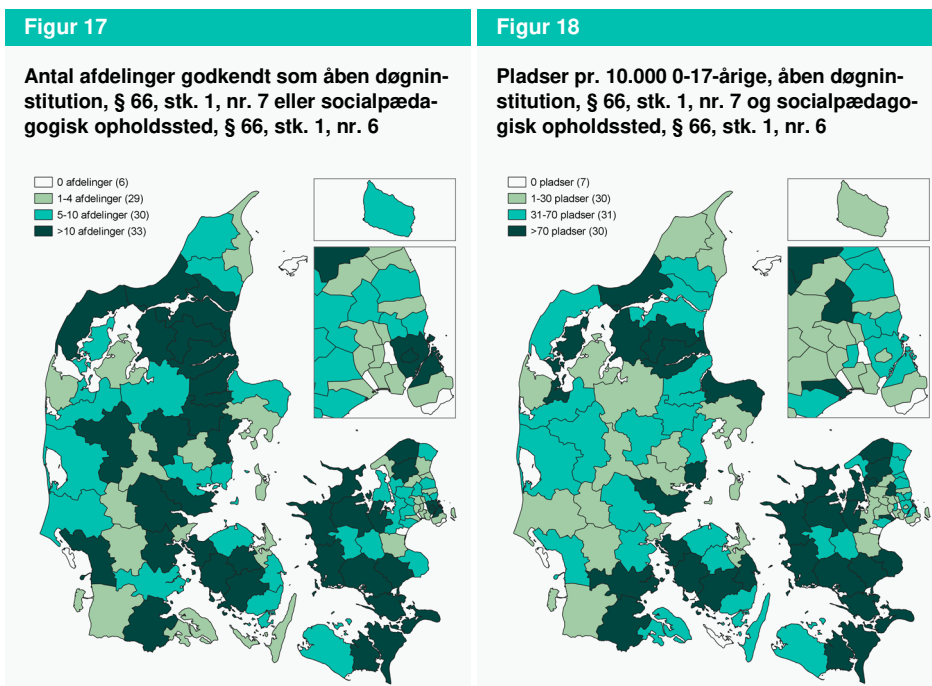 Figur 17
Antal afdelinger godkendt som åben døgnin-
stitution, § 66, stk. 1, nr. 7 eller socialpæda-
gogisk opholdssted, § 66, stk. 1, nr. 6
0 afdelinger (6)
1-4 afdelinger (29)
5-10 afdelinger (30)
>10 afdelinger (33)
Figur 18
Pladser pr. 10.000 0-17-årige, åben døgnin-
stitution, § 66, stk. 1, nr. 7 og socialpædago-
gisk opholdssted, § 66, stk. 1, nr. 6
0 pladser (7)
1-30 pladser (30)
31-70 pladser (31)
>70 pladser (30)